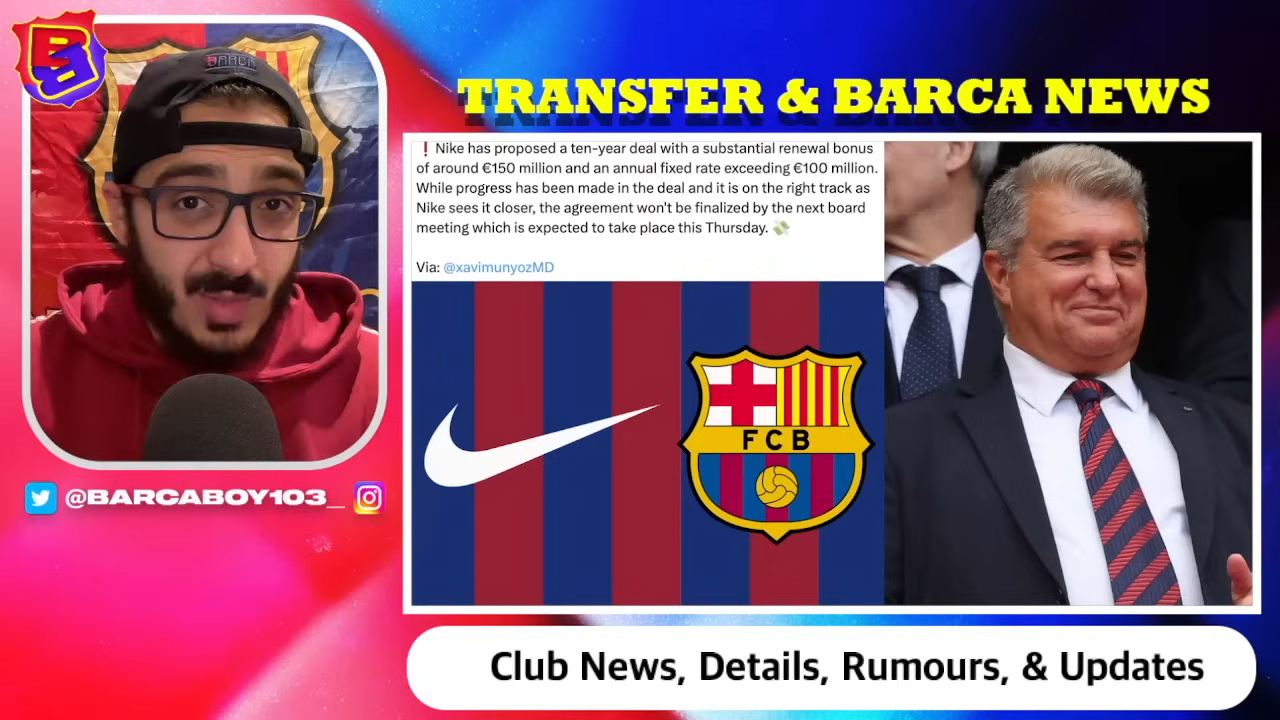 TRANSFER & BARCA NEWS
BARCA
❗ Nike has proposed a ten-year deal with a substantial renewal bonus
of around €150 million and an annual fixed rate exceeding €100 million.
While progress has been made in the deal and it is on the right track as
Nike sees it closer, the agreement won't be finalized by the next board
meeting which is expected to take place this Thursday. 💸
Via: @xavimunyozMD
FCB
@BARCABOY103_
Club News, Details, Rumours, & Updates